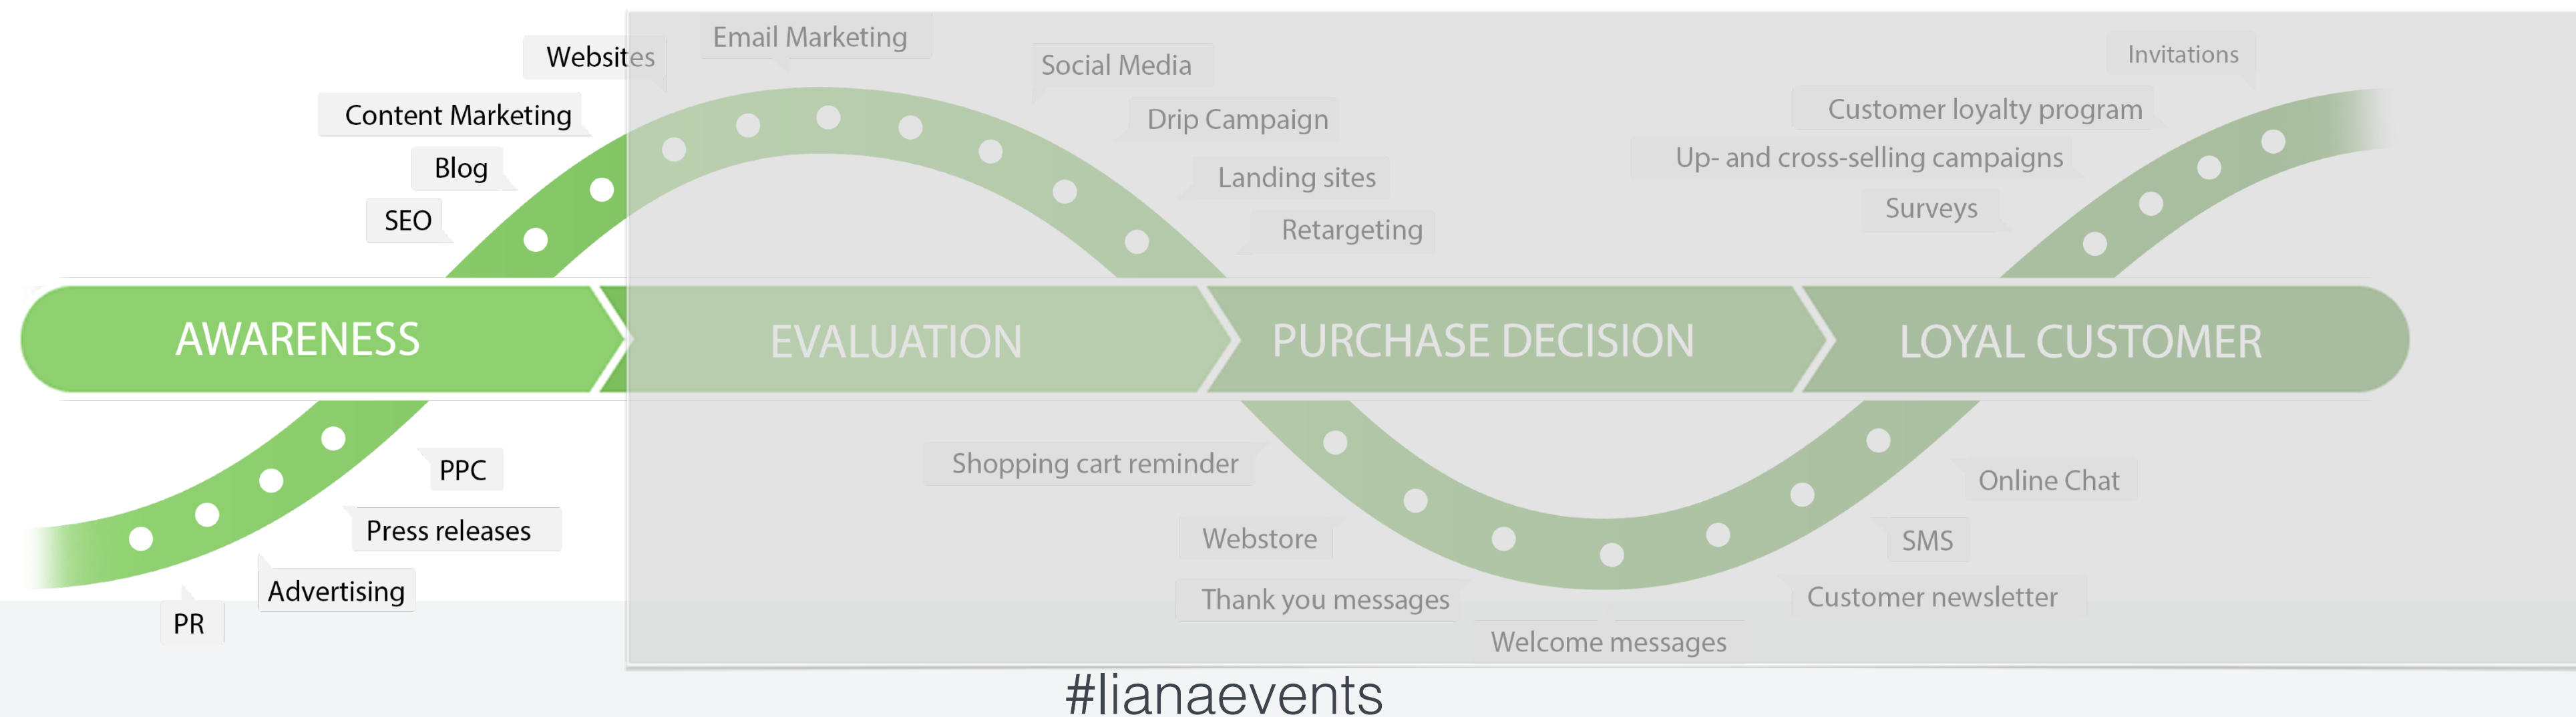 Websites
Email Marketing
Social Media
Invitations
Content Marketing
Drip Campaign
Customer loyalty program
Blog
Landing sites
Up- and cross-selling campaigns
SEO
Retargeting
Surveys
AWARENESS
EVALUATION
PURCHASE DECISION
LOYAL CUSTOMER
PPC
Shopping cart reminder
Online Chat
Press releases
Webstore
SMS
Advertising
Thank you messages
Customer newsletter
PR
Welcome messages
#lianaevents